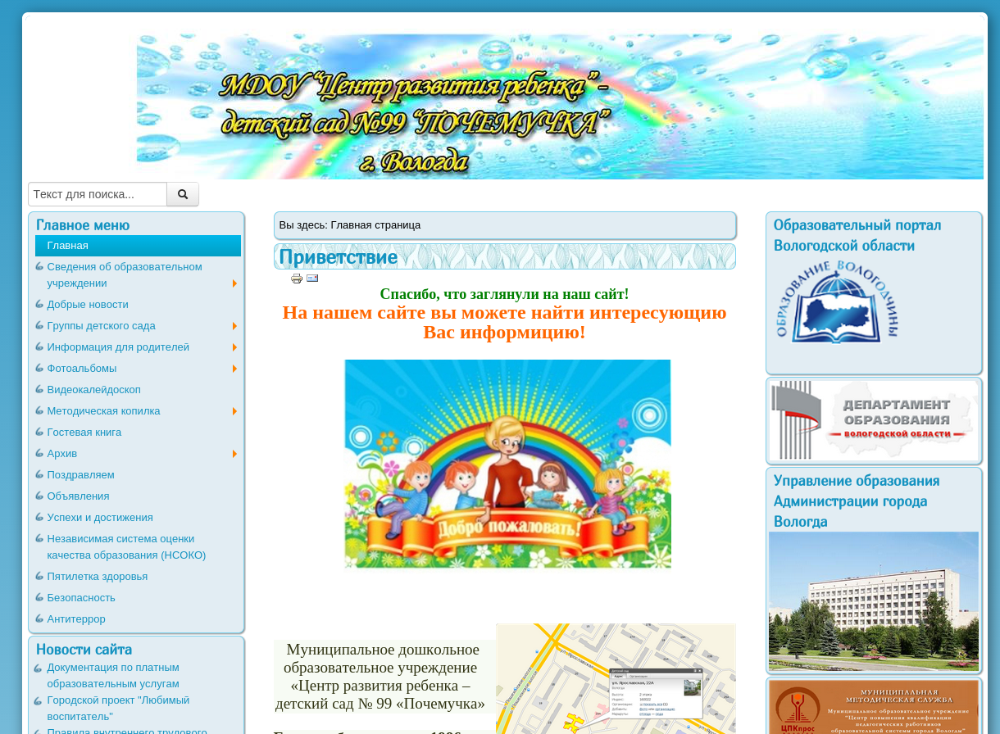 МДОУ “Центр развития ребенка” -
детский сад №99 “ПОЧЕМУЧКА”
г. Вологда
Текст для поиска...
Главное меню
Главная
Сведения об образовательном
учреждении
Добрые новости
Группы детского сада
Информация для родителей
Фотоальбомы
Видеокалейдоскоп
Методическая копилка
Гостевая книга
Архив
Поздравляем
Объявления
Успехи и достижения
Независимая система оценки
качества образования (НСОКО)
Пятилетка здоровья
Безопасность
Антитеррор
Новости сайта
Документация по платным
образовательным услугам
Городской проект "Любимый
воспитатель"
Правила внутреннего трудового
Вы здесь: Главная страница
Приветствие
Спасибо, что заглянули на наш сайт!
На нашем сайте вы можете найти интересующию
Вас информицию!
Добро пожаловать!
Муниципальное дошкольное
образовательное учреждение
«Центр развития ребенка –
детский сад № 99 «Почемучка»
ул. Ярославская
ул. Ярославская, 22А
Образовательный портал
Вологодской области
ОБРАЗОВАНИЕ ВОЛОГОДЧИНЫ
ДЕПАРТАМЕНТ
ОБРАЗОВАНИЯ
ВОЛОГОДСКОЙ ОБЛАСТИ
Управление образования
Администрации города
Вологда
МУНИЦИПАЛЬНАЯ
МЕТОДИЧЕСКАЯ СЛУЖБА
Муниципальное образовательное учреждение
"Центр повышения квалификации
педагогических работников
образовательной системы города Вологды"
ЦПКпрос